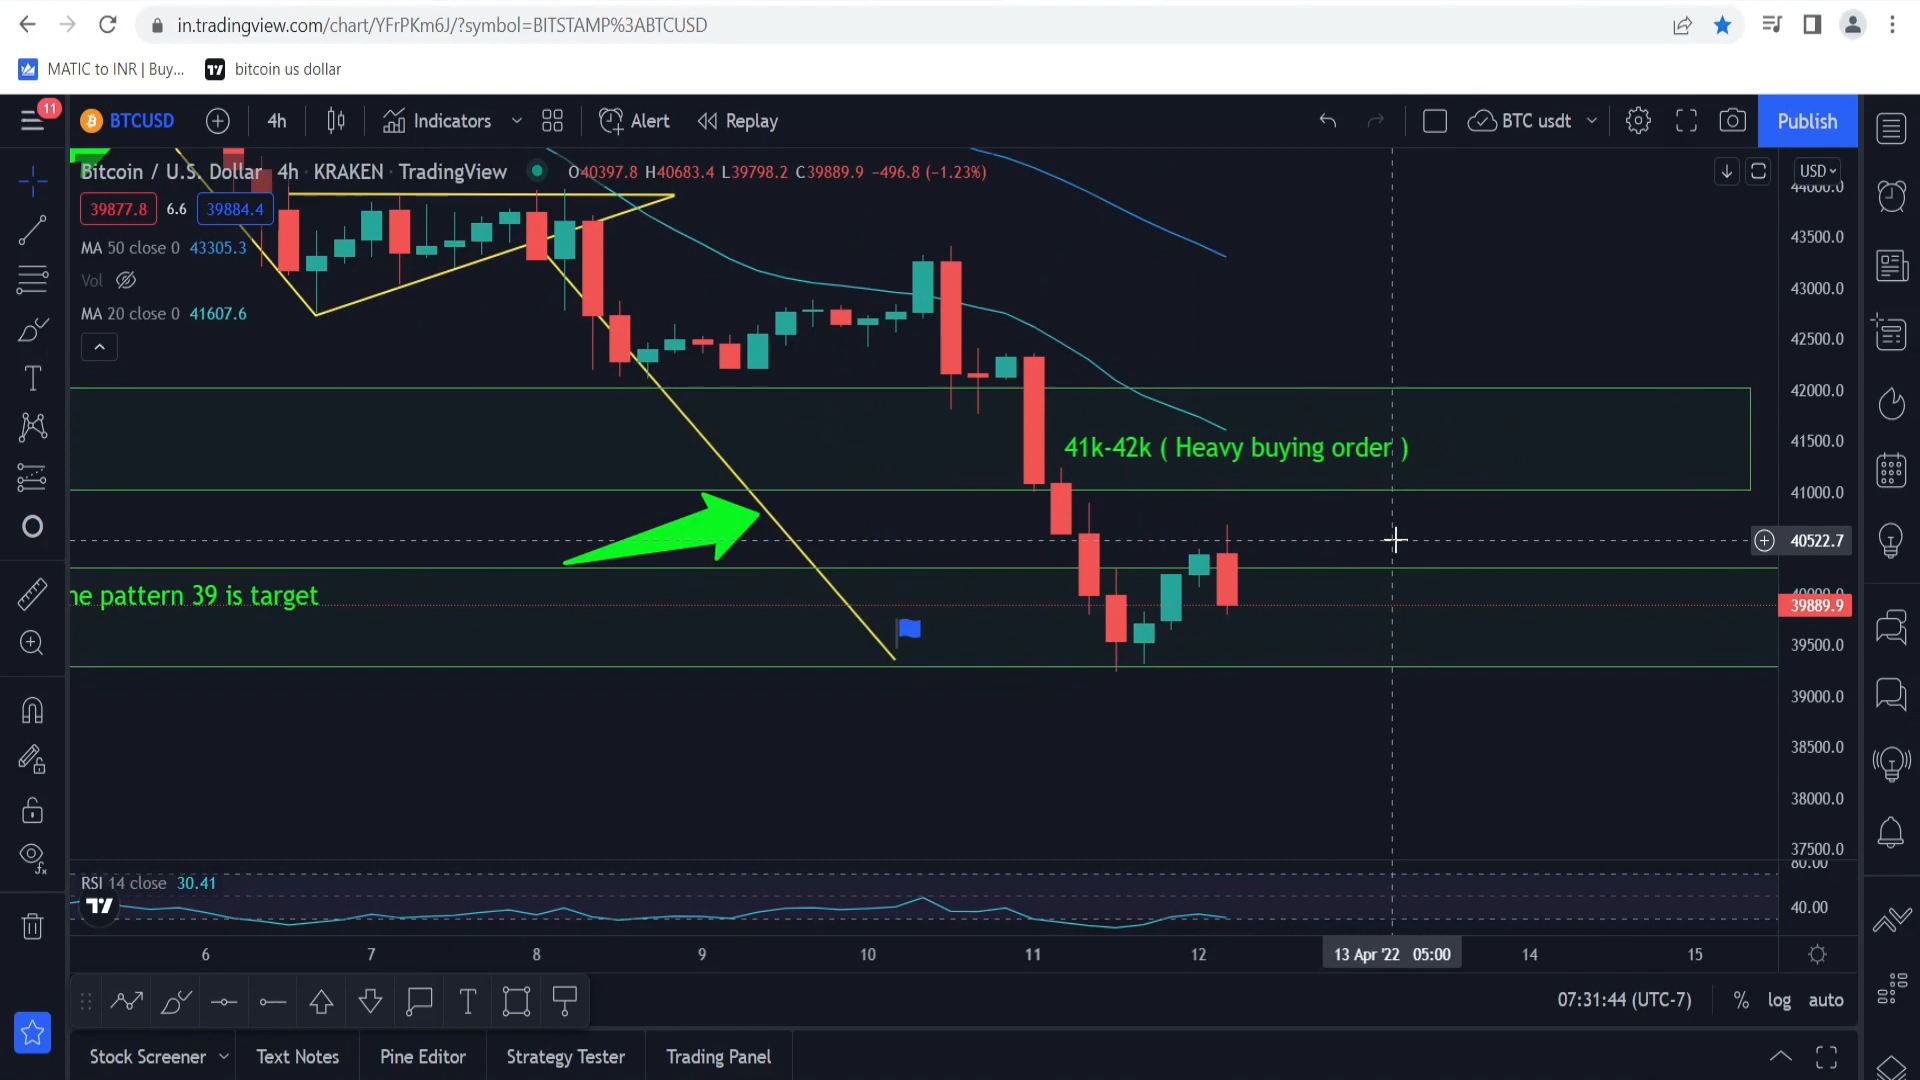 in.tradingview.com/chart/YFrPKm6J/?symbol=BITSTAMP%3ABTCUSD
MATIC to INR | Buy...
bitcoin us dollar
11
BTCUSD
4h
Indicators
Alert
Replay
BTC usdt
Publish
Bitcoin / U.S. Dollar 4h · KRAKEN · TradingView
O40397.8 H40683.4 L39798.2 C39889.9 −496.8 (−1.23%)
USD
44000.0
39877.8 6.6 39884.4
43500.0
MA 50 close 0 43305.3
Vol
43000.0
MA 20 close 0 41607.6
42500.0
42000.0
41k-42k ( Heavy buying order )
41500.0
41000.0
40522.7
he pattern 39 is target
40000.0
39889.9
39500.0
39000.0
38500.0
38000.0
37500.0
80.00
RSI 14 close 30.41
40.00
6 7 8 9 10 11 12 13 Apr '22 05:00 14 15
07:31:44 (UTC-7)
%
log
auto
Stock Screener
Text Notes
Pine Editor
Strategy Tester
Trading Panel